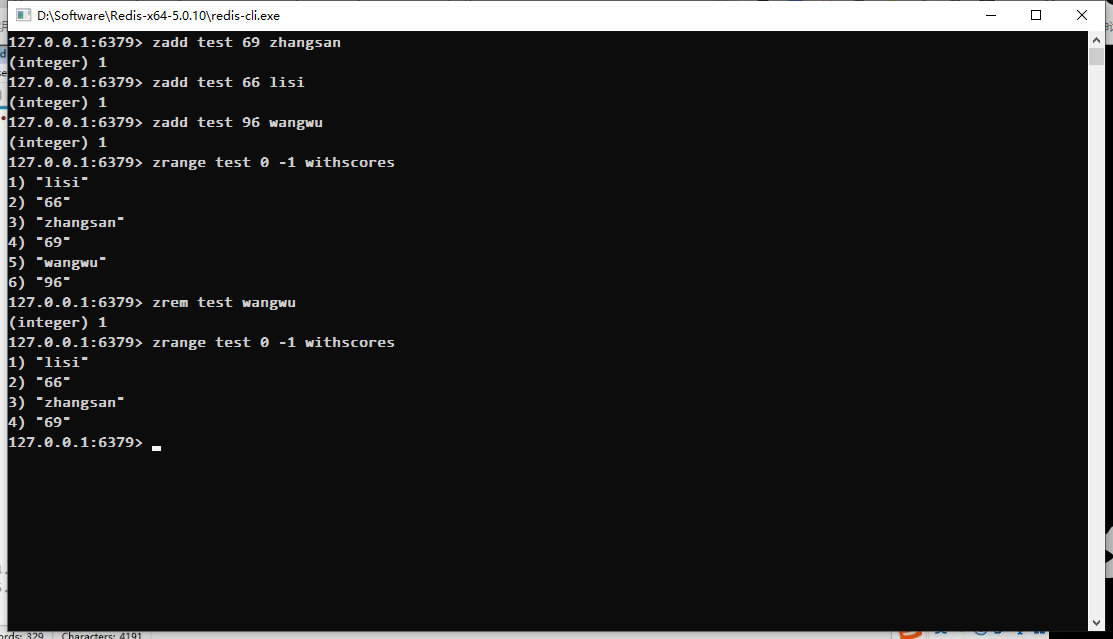 D:\Software\Redis-x64-5.0.10\redis-cli.exe
127.0.0.1:6379> zadd test 69 zhangsan
(integer) 1
127.0.0.1:6379> zadd test 66 lisi
(integer) 1
127.0.0.1:6379> zadd test 96 wangwu
(integer) 1
127.0.0.1:6379> zrange test 0 -1 withscores
1) "lisi"
2) "66"
3) "zhangsan"
4) "69"
5) "wangwu"
6) "96"
127.0.0.1:6379> zrem test wangwu
(integer) 1
127.0.0.1:6379> zrange test 0 -1 withscores
1) "lisi"
2) "66"
3) "zhangsan"
4) "69"
127.0.0.1:6379>
ords: 329 Characters: 4191